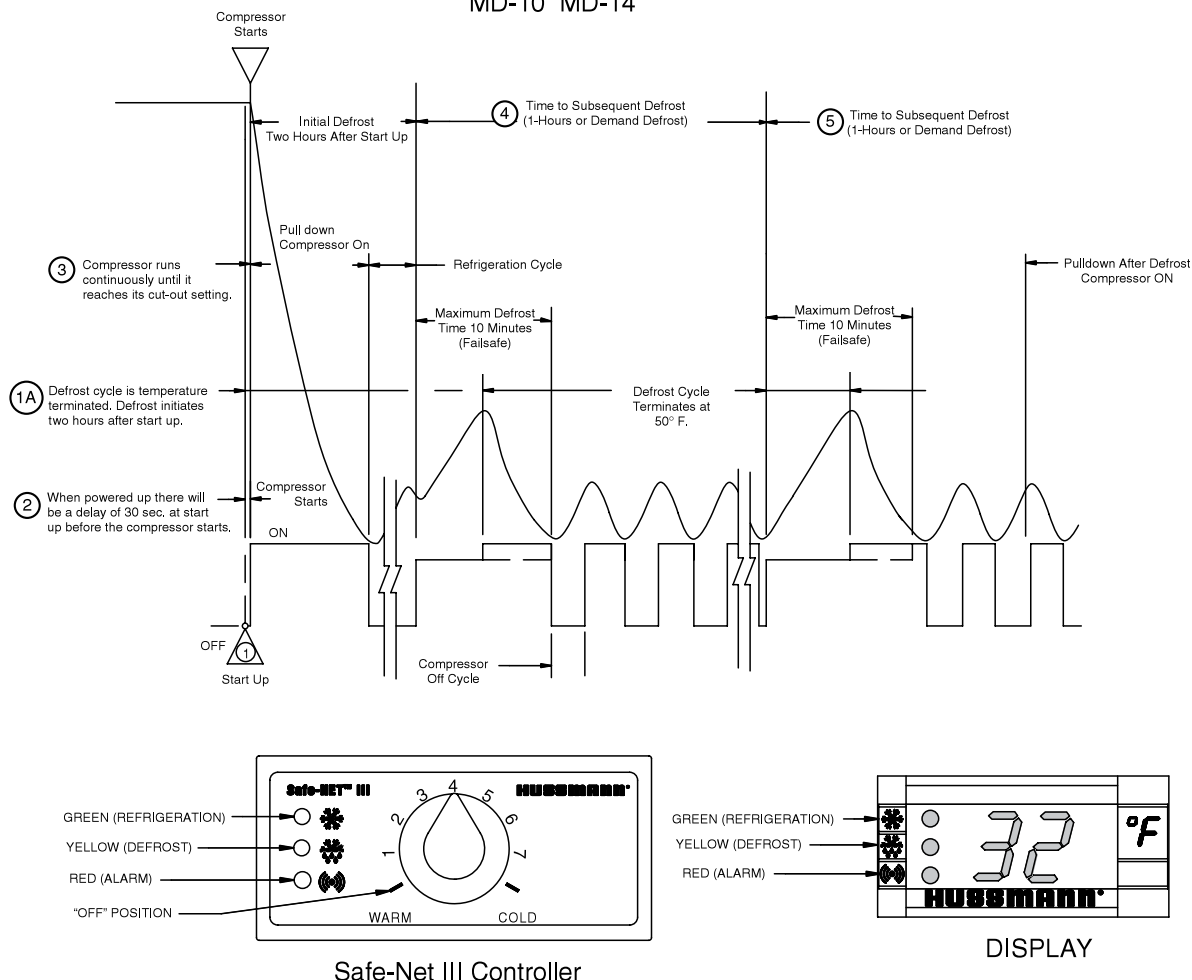 MD-10 MD-14
Compressor
Starts
Initial Defrost
Two Hours After Start Up
4
Time to Subsequent Defrost
(1-Hours or Demand Defrost)
5
Time to Subsequent Defrost
(1-Hours or Demand Defrost)
Pull down
Compressor On
3
Compressor runs
continuously until it
reaches its cut-out setting.
Refrigeration Cycle
Pulldown After Defrost
Compressor ON
Maximum Defrost
Time 10 Minutes
(Failsafe)
Maximum Defrost
Time 10 Minutes
(Failsafe)
1A
Defrost cycle is temperature
terminated. Defrost initiates
two hours after start up.
Defrost Cycle
Terminates at
50° F.
2
When powered up there will
be a delay of 30 sec. at start
up before the compressor starts.
Compressor
Starts
ON
OFF
1
Start Up
Compressor
Off Cycle
Safe-NET™ III
HUSSMANN®
GREEN (REFRIGERATION)
YELLOW (DEFROST)
RED (ALARM)
"OFF" POSITION
1
2
3
4
5
6
7
WARM
COLD
Safe-Net III Controller
GREEN (REFRIGERATION)
YELLOW (DEFROST)
RED (ALARM)
32
°F
HUSSMANN®
DISPLAY